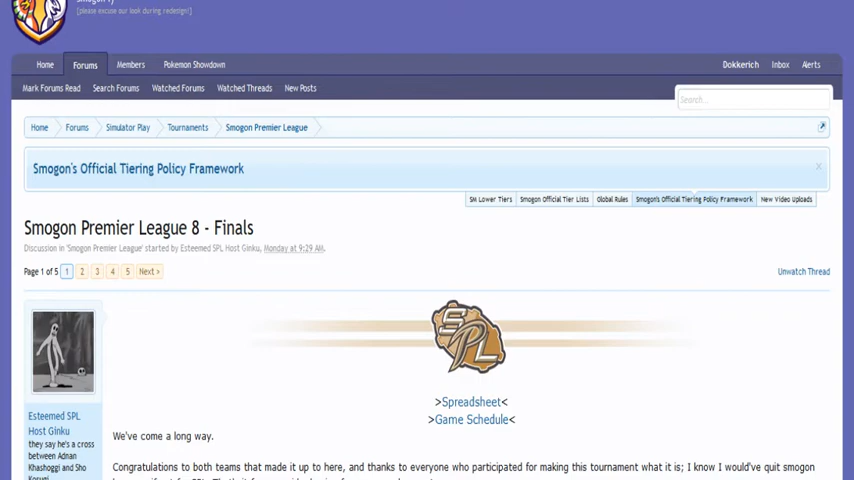 [please excuse our look during redesign!]
Home Forums Members Pokemon Showdown Dokkerich Inbox Alerts
Mark Forums Read Search Forums Watched Forums Watched Threads New Posts
Search...
Home Forums Simulator Play Tournaments Smogon Premier League
Smogon's Official Tiering Policy Framework
SM Lower Tiers Smogon Official Tier Lists Global Rules Smogon's Official Tiering Policy Framework New Video Uploads
Smogon Premier League 8 - Finals
Discussion in 'Smogon Premier League' started by Esteemed SPL Host Ginku, Monday at 9:29 AM.
Page 1 of 5 1 2 3 4 5 Next > Unwatch Thread
SPL
>Spreadsheet<
>Game Schedule<
Esteemed SPL
Host Ginku
they say he's a cross
between Adnan
Khashoggi and Sho
We've come a long way.
Congratulations to both teams that made it up to here, and thanks to everyone who participated for making this tournament what it is; I know I would've quit smogon